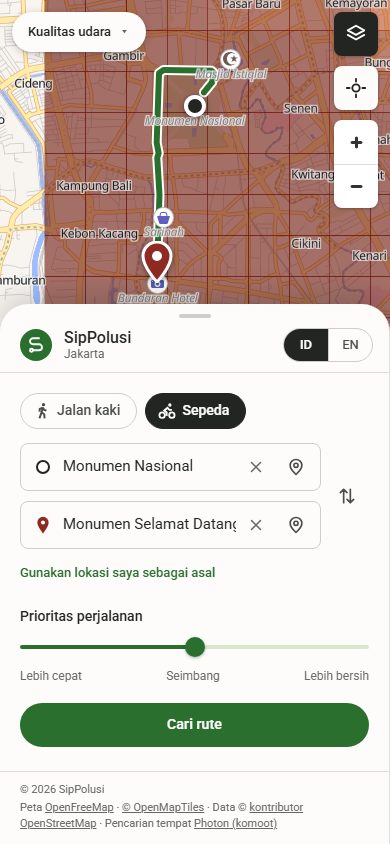 Pasar Baru
Kemayoran
Kualitas udara
Gambir
Masjid Istiqlal
Cideng
Monumen Nasional
Senen
Kampung Bali
Kwitang
Sarinah
Kebon Kacang
Cikini
Kenari
Bundaran Hotel
SipPolusi
Jakarta
ID
EN
Jalan kaki
Sepeda
Monumen Nasional
Monumen Selamat Datang
Gunakan lokasi saya sebagai asal
Prioritas perjalanan
Lebih cepat
Seimbang
Lebih bersih
Cari rute
© 2026 SipPolusi
Peta OpenFreeMap · © OpenMapTiles · Data © kontributor
OpenStreetMap · Pencarian tempat Photon (komoot)